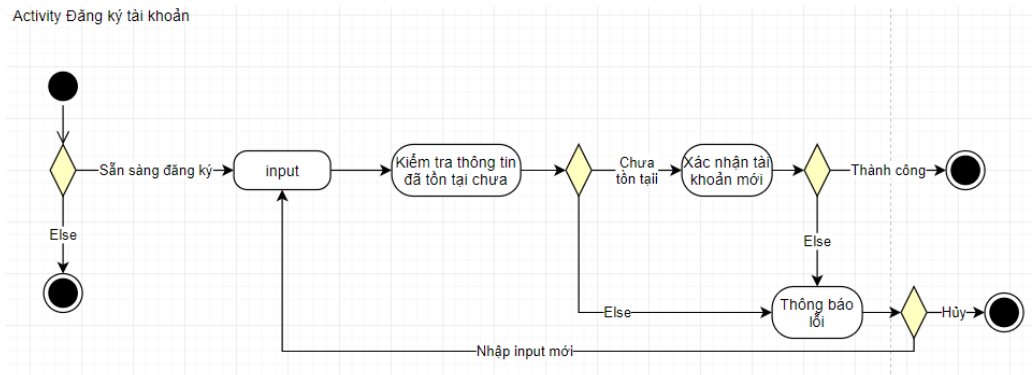 Activity Đăng ký tài khoản
Sẵn sàng đăng ký
input
Kiểm tra thông tin
đã tồn tại chưa
Chưa
tồn tạii
Xác nhận tài
khoản mới
Thành công
Else
Else
Thông báo
lỗi
Else
Hủy
Nhập input mới